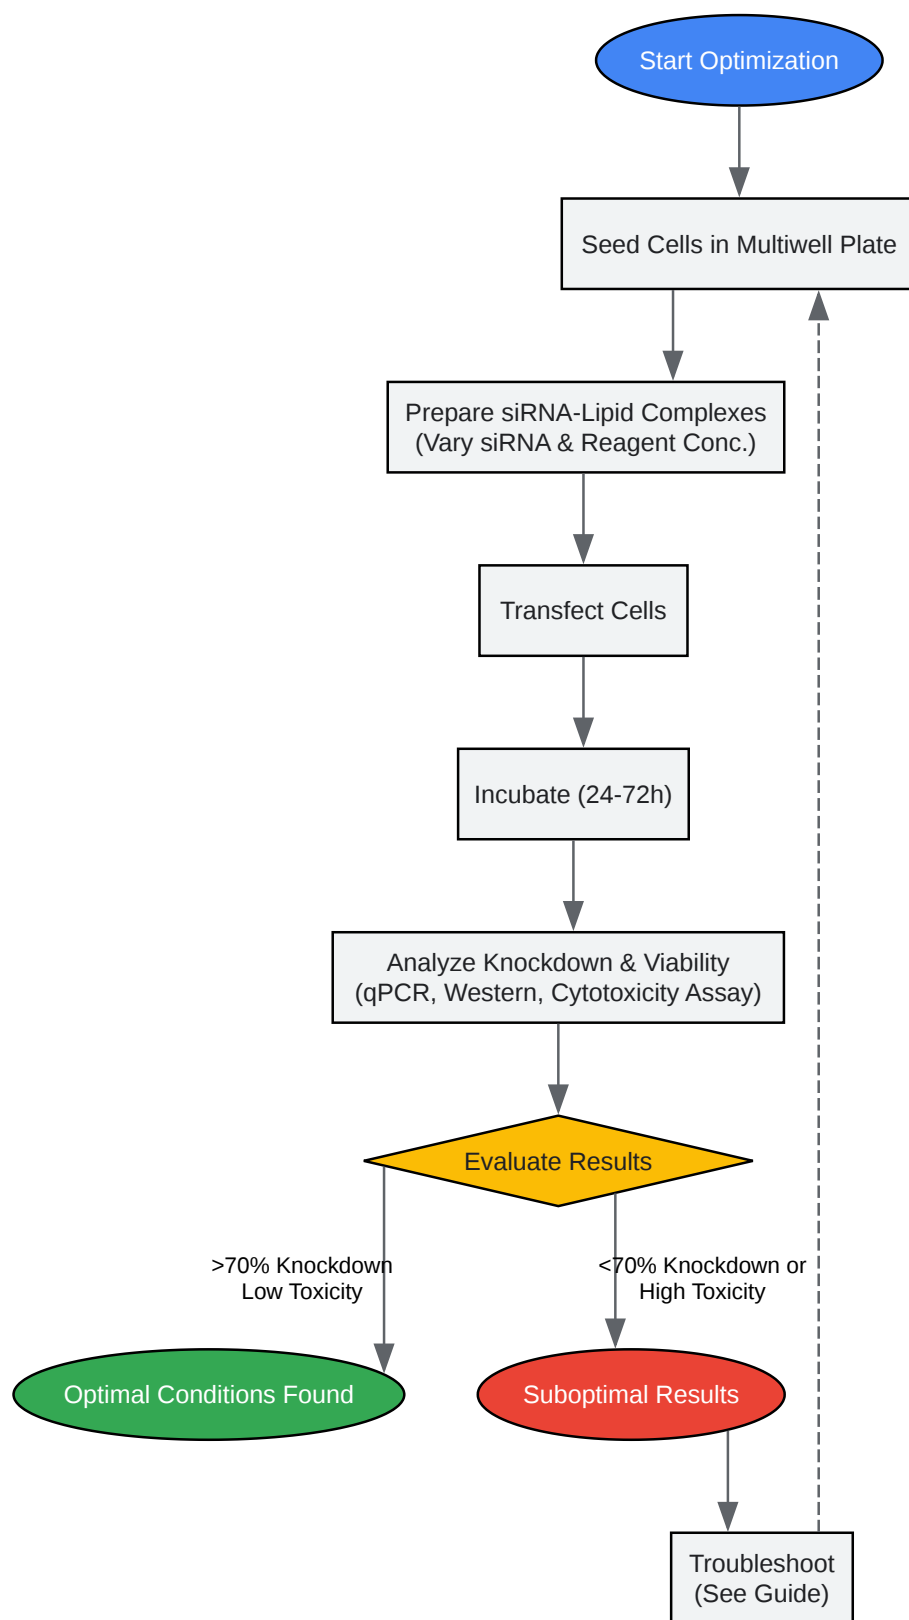 Start Optimization
Seed Cells in Multiwell Plate
Prepare siRNA-Lipid Complexes
(Vary siRNA & Reagent Conc.)
Transfect Cells
Incubate (24-72h)
Analyze Knockdown & Viability
(qPCR, Western, Cytotoxicity Assay)
Evaluate Results
>70% Knockdown
Low Toxicity
<70% Knockdown or
High Toxicity
Optimal Conditions Found
Suboptimal Results
Troubleshoot
(See Guide)